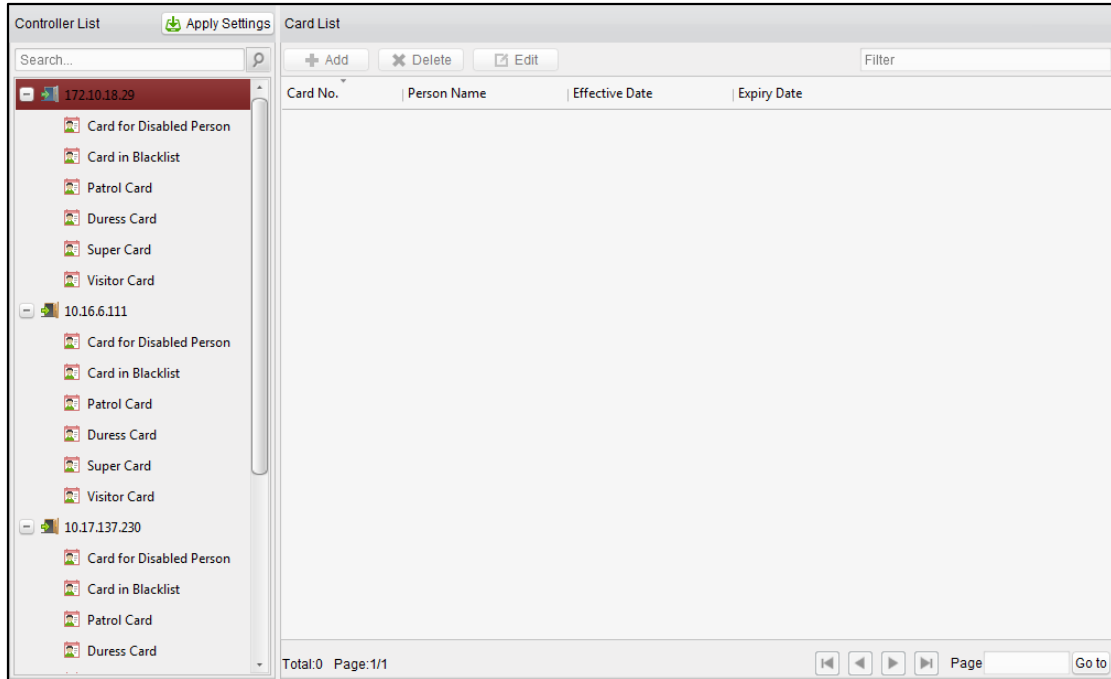 Controller List
Apply Settings
Search...
172.10.18.29
Card for Disabled Person
Card in Blacklist
Patrol Card
Duress Card
Super Card
Visitor Card
10.16.6.111
Card for Disabled Person
Card in Blacklist
Patrol Card
Duress Card
Super Card
Visitor Card
10.17.137.230
Card for Disabled Person
Card in Blacklist
Patrol Card
Duress Card
Card List
Add Delete Edit Filter
Card No. Person Name Effective Date Expiry Date
Total:0 Page:1/1 Page Go to